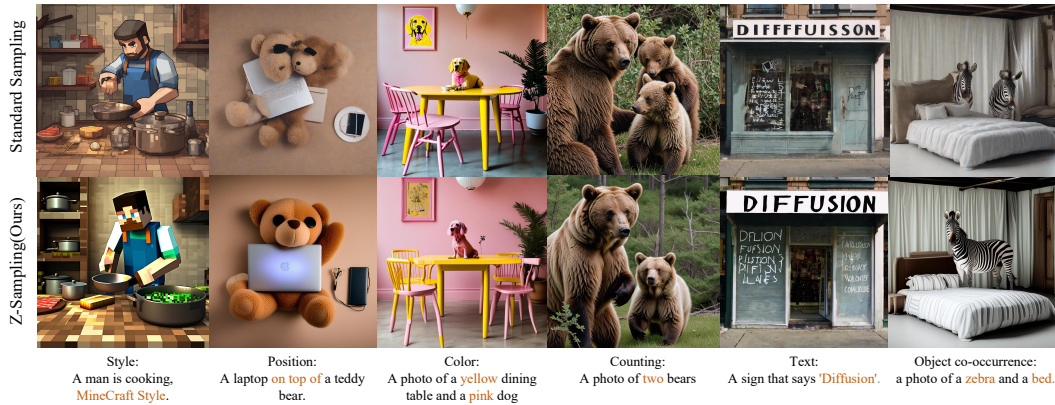 Standard Sampling
DIFFFFUISSON
Z-Sampling(Ours)
DIFFUSION
Style:
A man is cooking,
MineCraft Style.
Position:
A laptop on top of a teddy
bear.
Color:
A photo of a yellow dining
table and a pink dog
Counting:
A photo of two bears
Text:
A sign that says 'Diffusion'.
Object co-occurrence:
a photo of a zebra and a bed.